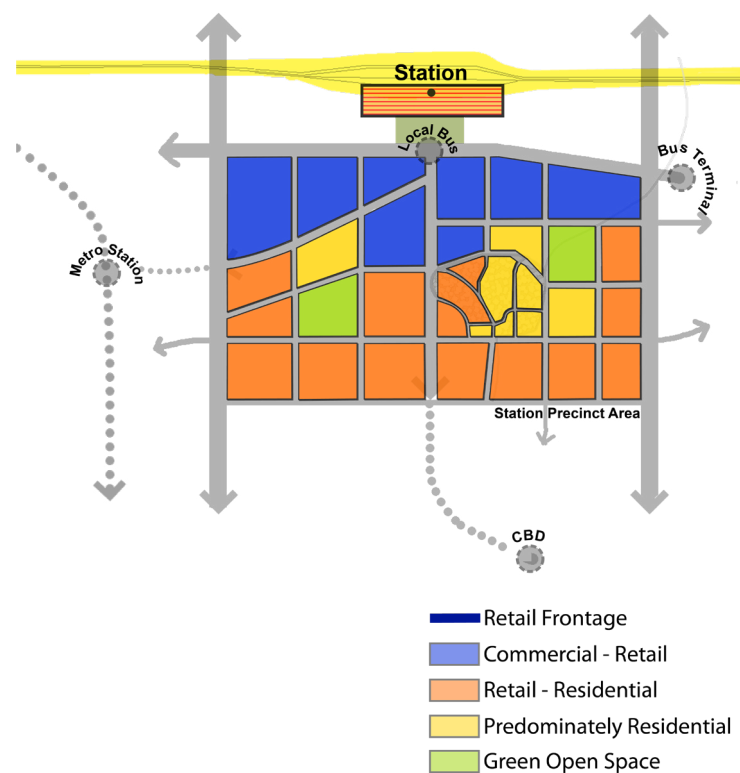 Station
Local Bus
Bus Terminal
Metro Station
Station Precinct Area
CBD
Retail Frontage
Commercial - Retail
Retail - Residential
Predominately Residential
Green Open Space